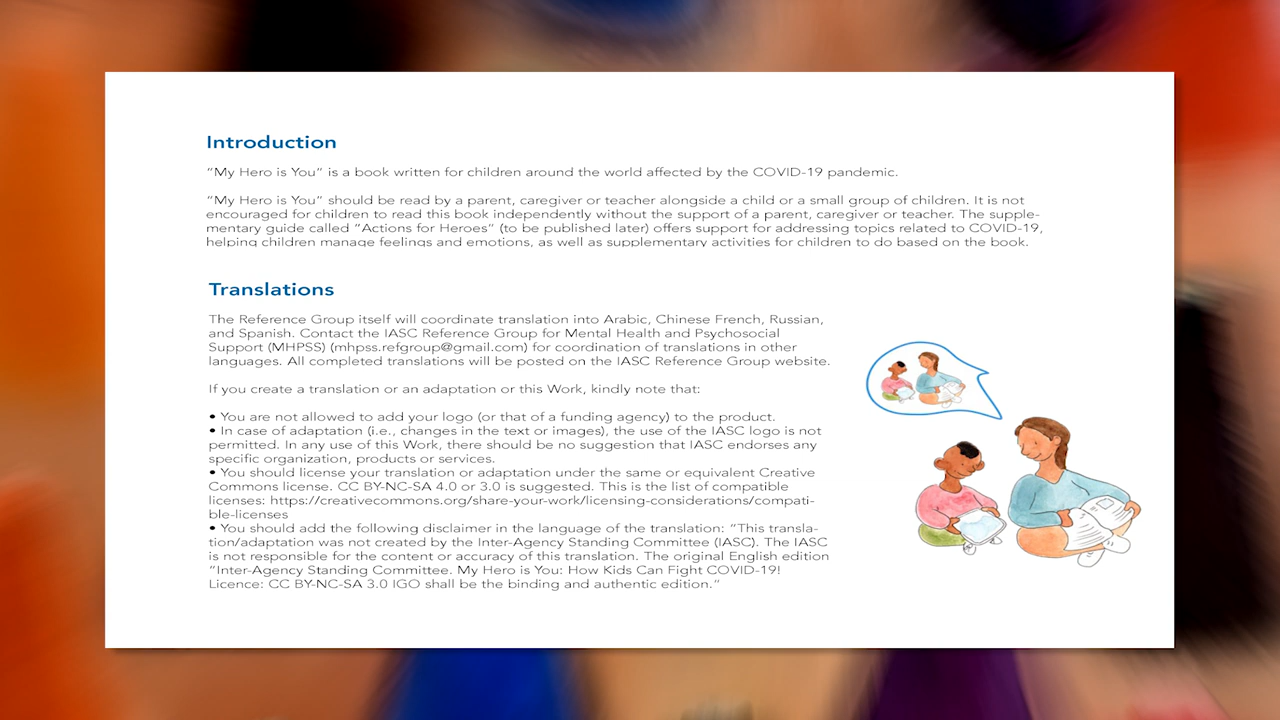 Introduction
“My Hero is You” is a book written for children around the world affected by the COVID-19 pandemic.
“My Hero is You” should be read by a parent, caregiver or teacher alongside a child or a small group of children. It is not
encouraged for children to read this book independently without the support of a parent, caregiver or teacher. The supple-
mentary guide called “Actions for Heroes” (to be published later) offers support for addressing topics related to COVID-19,
helping children manage feelings and emotions, as well as supplementary activities for children to do based on the book.
Translations
The Reference Group itself will coordinate translation into Arabic, Chinese French, Russian,
and Spanish. Contact the IASC Reference Group for Mental Health and Psychosocial
Support (MHPSS) (mhpss.refgroup@gmail.com) for coordination of translations in other
languages. All completed translations will be posted on the IASC Reference Group website.
If you create a translation or an adaptation or this Work, kindly note that:
• You are not allowed to add your logo (or that of a funding agency) to the product.
• In case of adaptation (i.e., changes in the text or images), the use of the IASC logo is not
permitted. In any use of this Work, there should be no suggestion that IASC endorses any
specific organization, products or services.
• You should license your translation or adaptation under the same or equivalent Creative
Commons license. CC BY-NC-SA 4.0 or 3.0 is suggested. This is the list of compatible
licenses: https://creativecommons.org/share-your-work/licensing-considerations/compati-
ble-licenses
• You should add the following disclaimer in the language of the translation: “This transla-
tion/adaptation was not created by the Inter-Agency Standing Committee (IASC). The IASC
is not responsible for the content or accuracy of this translation. The original English edition
“Inter-Agency Standing Committee. My Hero is You: How Kids Can Fight COVID-19!
Licence: CC BY-NC-SA 3.0 IGO shall be the binding and authentic edition.”